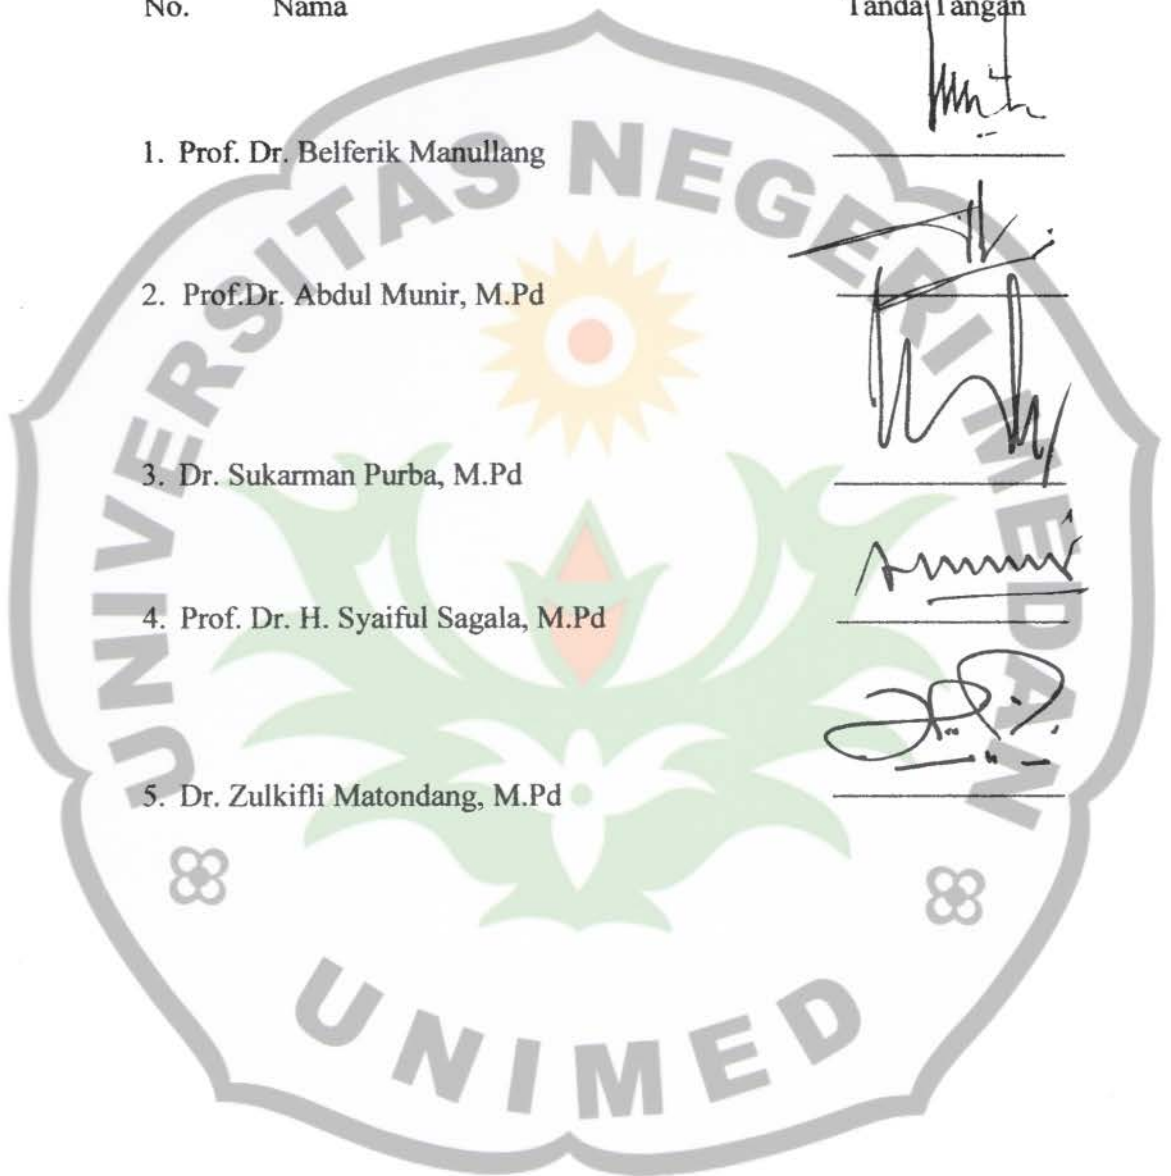 No. Nama Tanda Tangan
1. Prof. Dr. Belferik Manullang
2. Prof.Dr. Abdul Munir, M.Pd
3. Dr. Sukarman Purba, M.Pd
4. Prof. Dr. H. Syaiful Sagala, M.Pd
5. Dr. Zulkifli Matondang, M.Pd
UNIVERSITAS NEGERI MEDAN
UNIMED